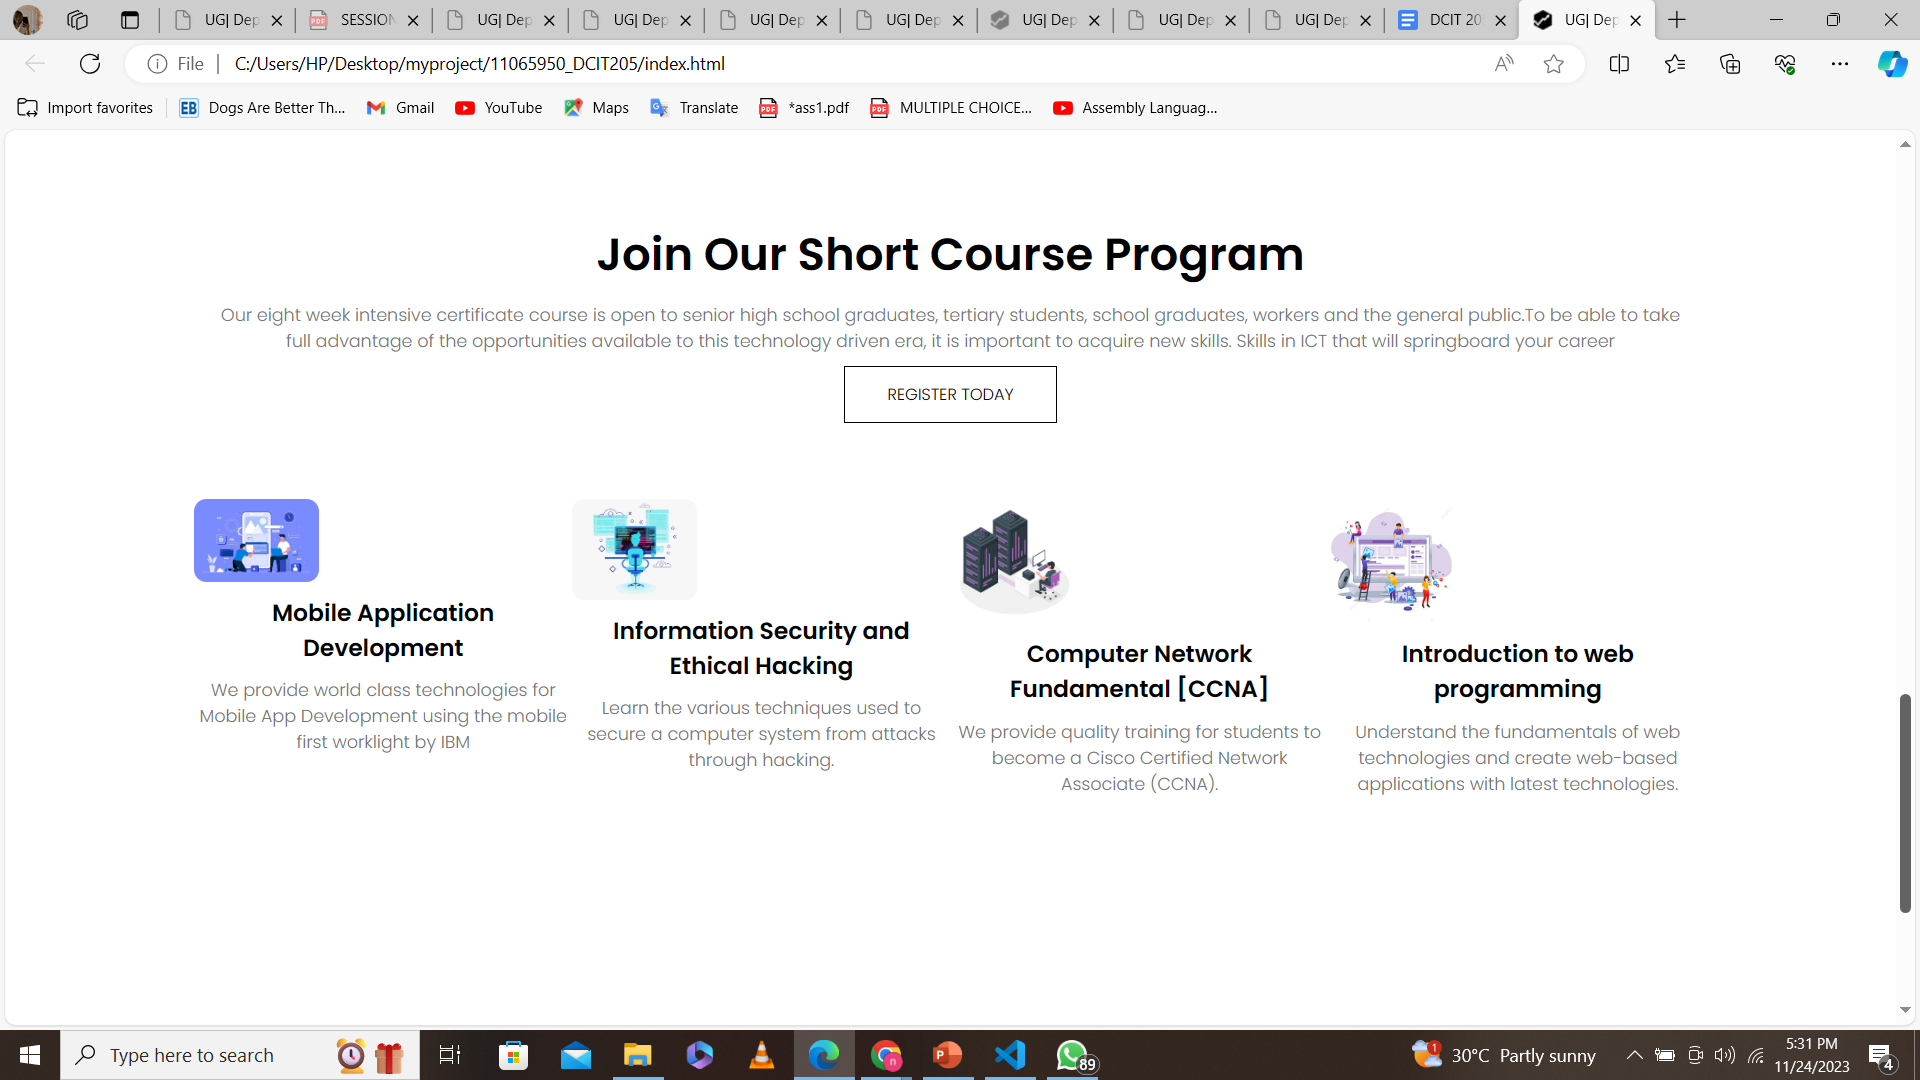 UG| Dep
SESSION
UG| Dep
UG| Dep
UG| Dep
UG| Dep
UG| Dep
UG| Dep
UG| Dep
DCIT 20
UG| Dep
File
C:/Users/HP/Desktop/myproject/11065950_DCIT205/index.html
Import favorites
Dogs Are Better Th...
Gmail
YouTube
Maps
Translate
*ass1.pdf
MULTIPLE CHOICE...
Assembly Languag...
Join Our Short Course Program
Our eight week intensive certificate course is open to senior high school graduates, tertiary students, school graduates, workers and the general public.To be able to take
full advantage of the opportunities available to this technology driven era, it is important to acquire new skills. Skills in ICT that will springboard your career
REGISTER TODAY
Mobile Application
Development
We provide world class technologies for
Mobile App Development using the mobile
first worklight by IBM
Information Security and
Ethical Hacking
Learn the various techniques used to
secure a computer system from attacks
through hacking.
Computer Network
Fundamental [CCNA]
We provide quality training for students to
become a Cisco Certified Network
Associate (CCNA).
Introduction to web
programming
Understand the fundamentals of web
technologies and create web-based
applications with latest technologies.
Type here to search
89
1
30°C Partly sunny
5:31 PM
11/24/2023
4